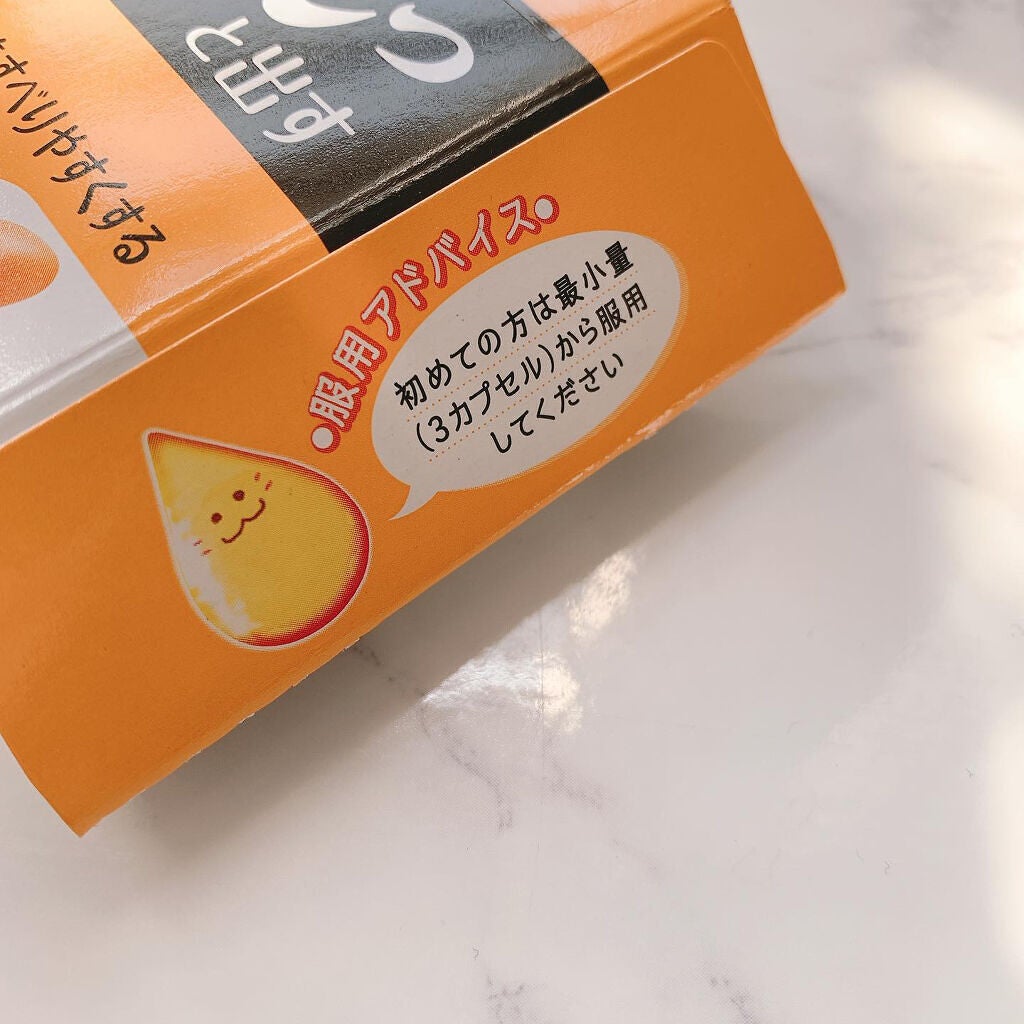 と出す
すべりやすくする
服用アドバイス
初めての方は最小量
(3カプセル)から服用
してください